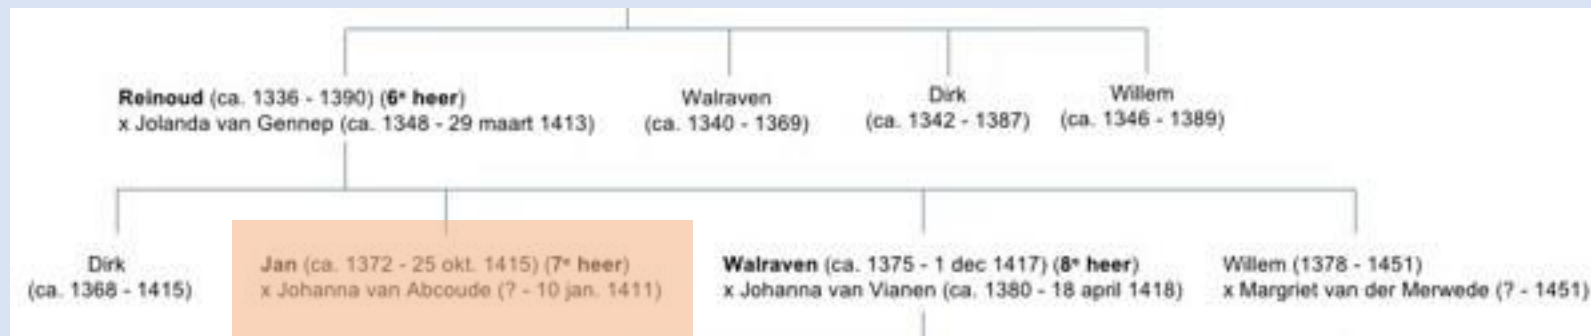 Reinoud (ca. 1336 - 1390) (6e heer)
x Jolanda van Gennep (ca. 1348 - 29 maart 1413)
Walraven
(ca. 1340 - 1369)
Dirk
(ca. 1342 - 1387)
Willem
(ca. 1346 - 1389)
Dirk
(ca. 1368 - 1415)
Jan (ca. 1372 - 25 okt. 1415) (7e heer)
x Johanna van Abcoude (? - 10 jan. 1411)
Walraven (ca. 1375 - 1 dec 1417) (8e heer)
x Johanna van Vianen (ca. 1380 - 18 april 1418)
Willem (1378 - 1451)
x Margriet van der Merwede (? - 1451)